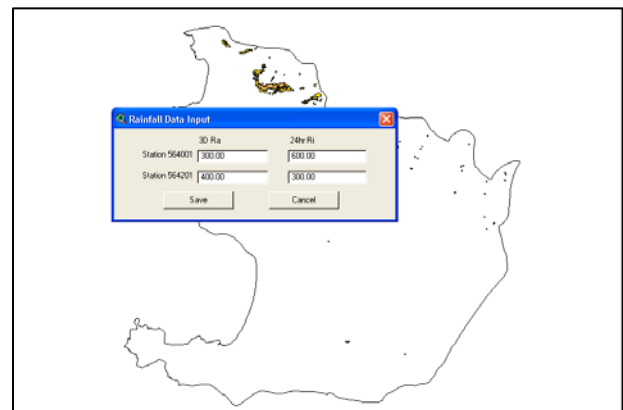 Rainfall Data Input
3D Ra 24hr Ri
Station 564001 300.00 600.00
Station 564201 400.00 300.00
Save Cancel